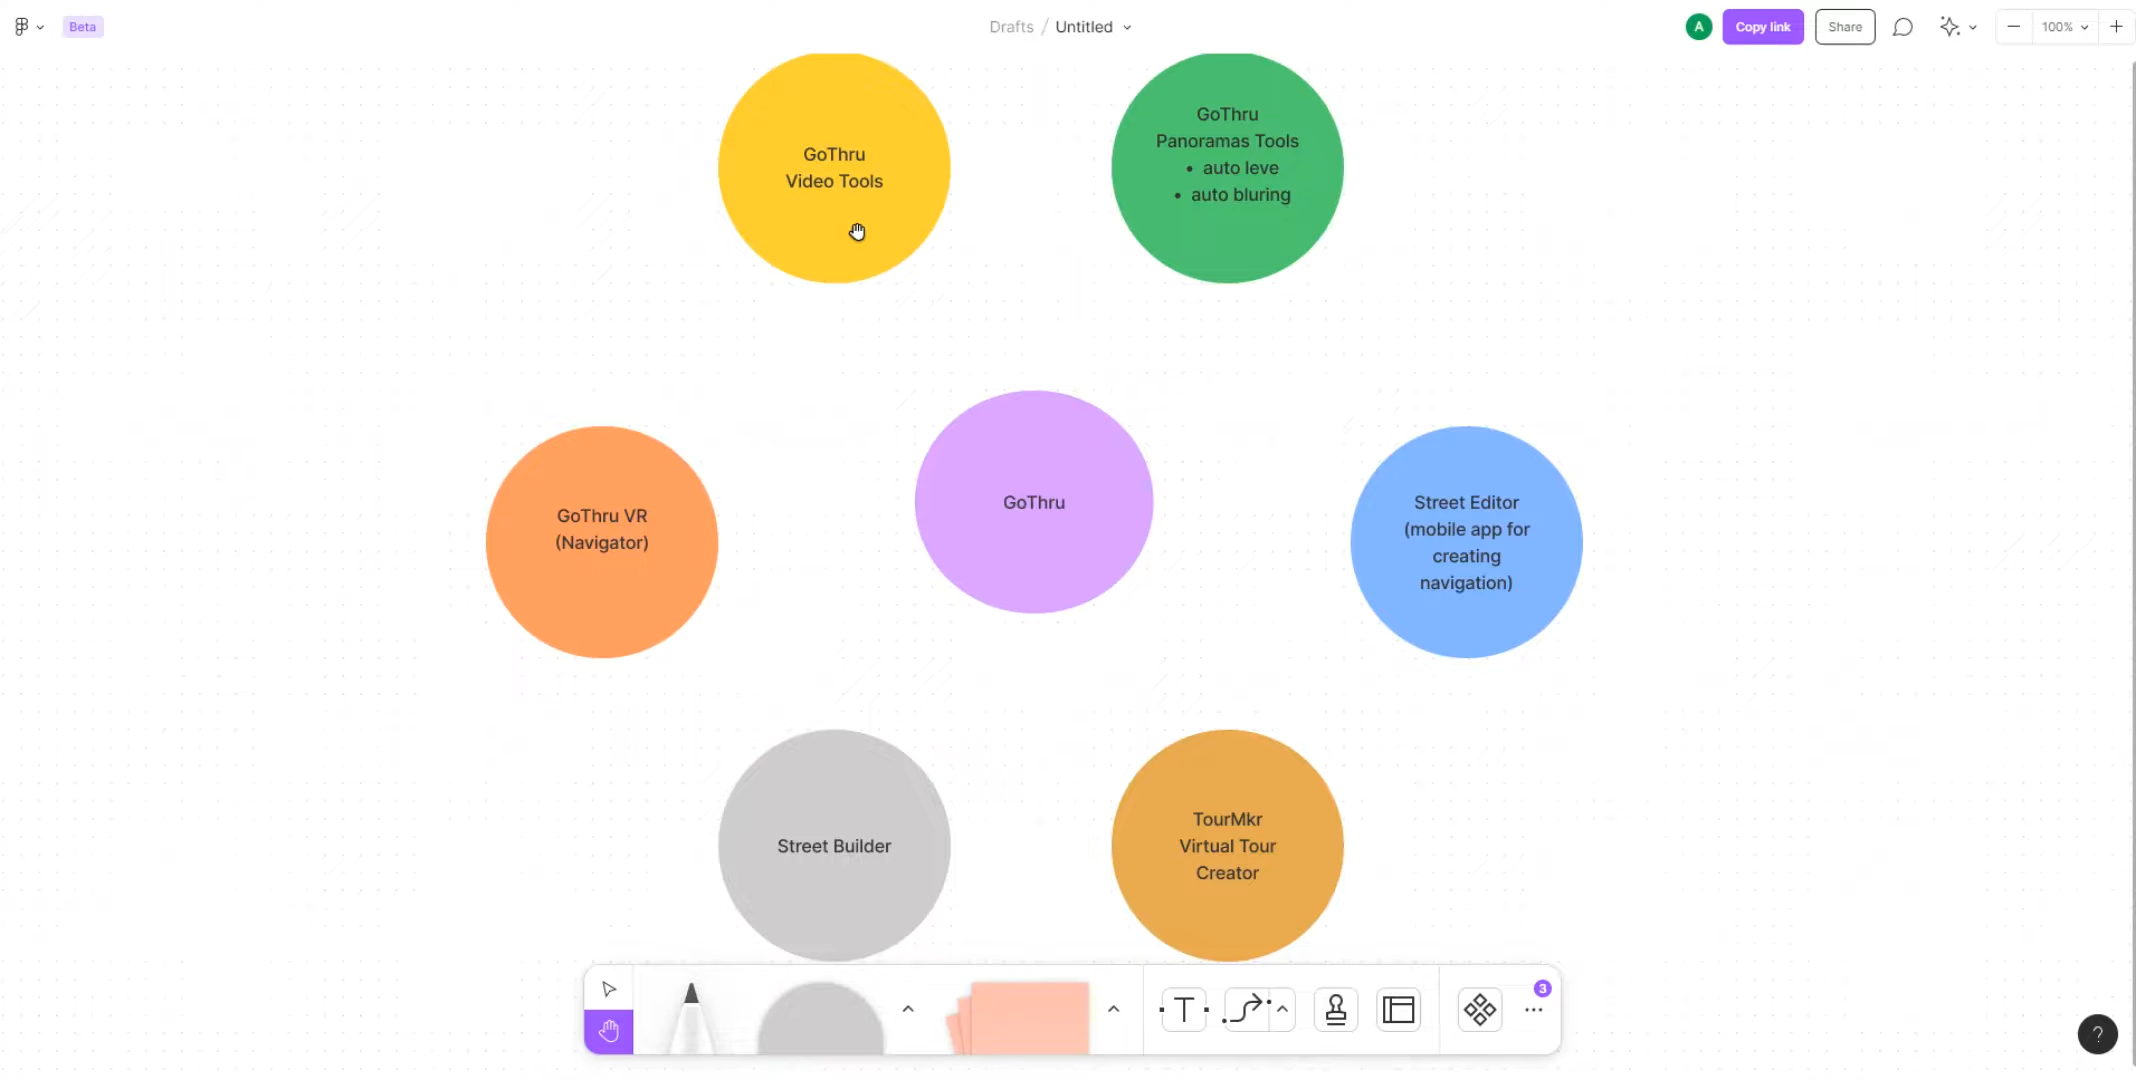 Beta
Drafts / Untitled
A
Copy link
Share
100%
GoThru
Video Tools
GoThru
Panoramas Tools
• auto leve
• auto bluring
GoThru VR
(Navigator)
GoThru
Street Editor
(mobile app for
creating
navigation)
Street Builder
TourMkr
Virtual Tour
Creator
T
3
?